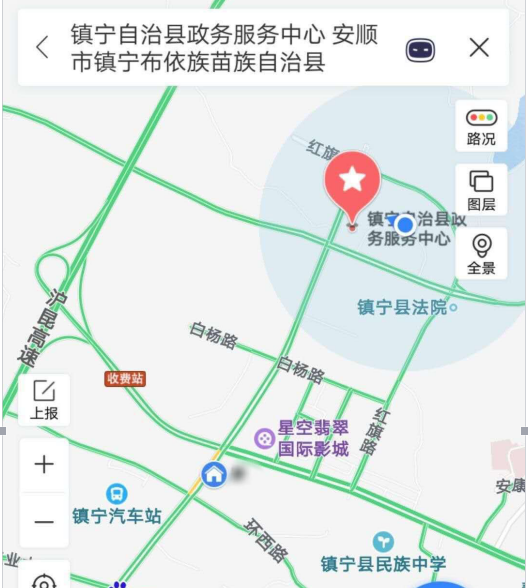 镇宁自治县政务服务中心 安顺
市镇宁布依族苗族自治县
路况
红旗
图层
镇宁自治县政
务服务中心
全景
镇宁县法院
沪昆高速
白杨路
白杨路
收费站
上报
红旗路
星空翡翠
国际影城
安康
镇宁汽车站
环西路
镇宁县民族中学
业